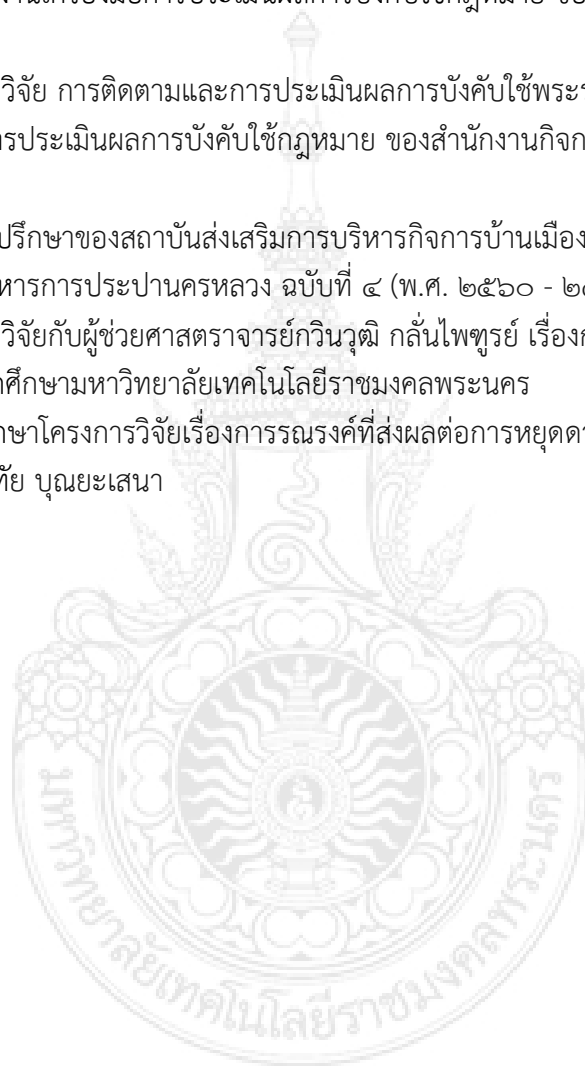 วิจัย การติดตามและการประเมินผลการบังคับใช้พระร
ารประเมินผลการบังคับใช้กฎหมาย ของสำนักงานกิจก
ปรึกษาของสถาบันส่งเสริมการบริหารกิจการบ้านเมือง
หารการประปานครหลวง ฉบับที่ ๔ (พ.ศ. ๒๕๖๐ - ๒๕
วิจัยกับผู้ช่วยศาสตราจารย์กวินวุฒิ กลั่นไพฑูรย์ เรื่องก
กศึกษามหาวิทยาลัยเทคโนโลยีราชมงคลพระนคร
กษาโครงการวิจัยเรื่องการรณรงค์ที่ส่งผลต่อการหยุดดา
ทัย บุณยะเสนา
มหาวิทยาลัยเทคโนโลยีราชมงคลพระนคร